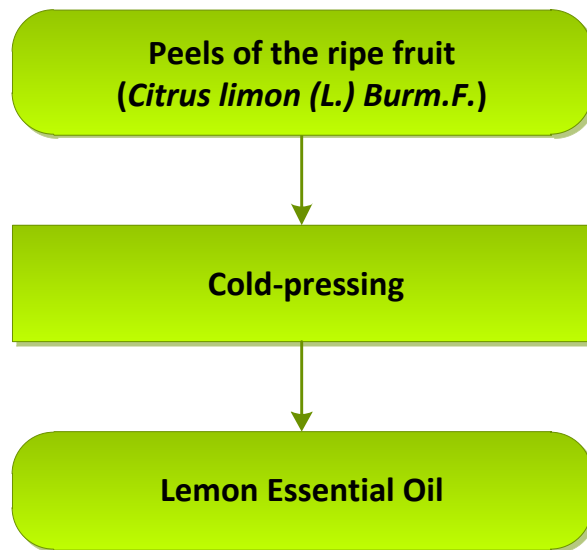 Peels of the ripe fruit
(Citrus limon (L.) Burm.F.)
Cold-pressing
Lemon Essential Oil